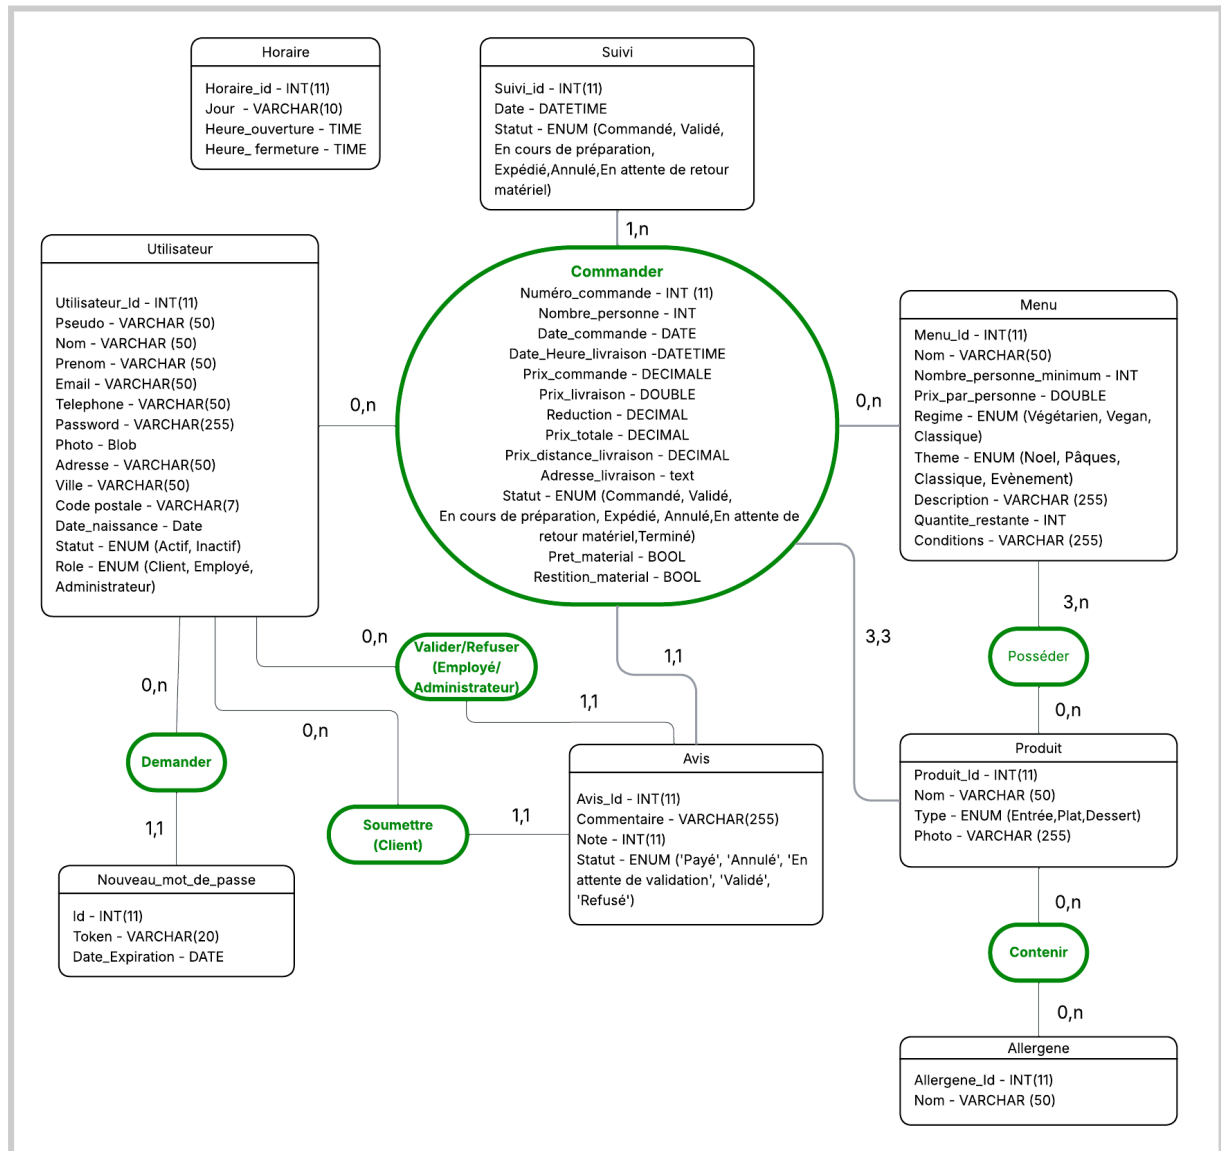 Horaire
Horaire_id - INT(11)
Jour - VARCHAR(10)
Heure_ouverture - TIME
Heure_ fermeture - TIME
Suivi
Suivi_id - INT(11)
Date - DATETIME
Statut - ENUM (Commandé, Validé,
En cours de préparation,
Expédié,Annulé,En attente de retour
matériel)
1,n
Utilisateur
Utilisateur_Id - INT(11)
Pseudo - VARCHAR (50)
Nom - VARCHAR (50)
Prenom - VARCHAR (50)
Email - VARCHAR(50)
Telephone - VARCHAR(50)
Password - VARCHAR(255)
Photo - Blob
Adresse - VARCHAR(50)
Ville - VARCHAR(50)
Code postale - VARCHAR(7)
Date_naissance - Date
Statut - ENUM (Actif, Inactif)
Role - ENUM (Client, Employé,
Administrateur)
0,n
Commander
Numéro_commande - INT (11)
Nombre_personne - INT
Date_commande - DATE
Date_Heure_livraison -DATETIME
Prix_commande - DECIMALE
Prix_livraison - DOUBLE
Reduction - DECIMAL
Prix_totale - DECIMAL
Prix_distance_livraison - DECIMAL
Adresse_livraison - text
Statut - ENUM (Commandé, Validé,
En cours de préparation, Expédié, Annulé,En attente de
retour matériel,Terminé)
Pret_material - BOOL
Restition_material - BOOL
0,n
Menu
Menu_Id - INT(11)
Nom - VARCHAR(50)
Nombre_personne_minimum - INT
Prix_par_personne - DOUBLE
Regime - ENUM (Végétarien, Vegan,
Classique)
Theme - ENUM (Noel, Pâques,
Classique, Evènement)
Description - VARCHAR (255)
Quantite_restante - INT
Conditions - VARCHAR (255)
3,n
Posséder
0,n
3,3
1,1
0,n
Valider/Refuser
(Employé/
Administrateur)
1,1
0,n
Demander
1,1
0,n
Soumettre
(Client)
1,1
Nouveau_mot_de_passe
Id - INT(11)
Token - VARCHAR(20)
Date_Expiration - DATE
Avis
Avis_Id - INT(11)
Commentaire - VARCHAR(255)
Note - INT(11)
Statut - ENUM ('Payé', 'Annulé', 'En
attente de validation', 'Validé',
'Refusé')
Produit
Produit_Id - INT(11)
Nom - VARCHAR (50)
Type - ENUM (Entrée,Plat,Dessert)
Photo - VARCHAR (255)
0,n
Contenir
0,n
Allergene
Allergene_Id - INT(11)
Nom - VARCHAR (50)